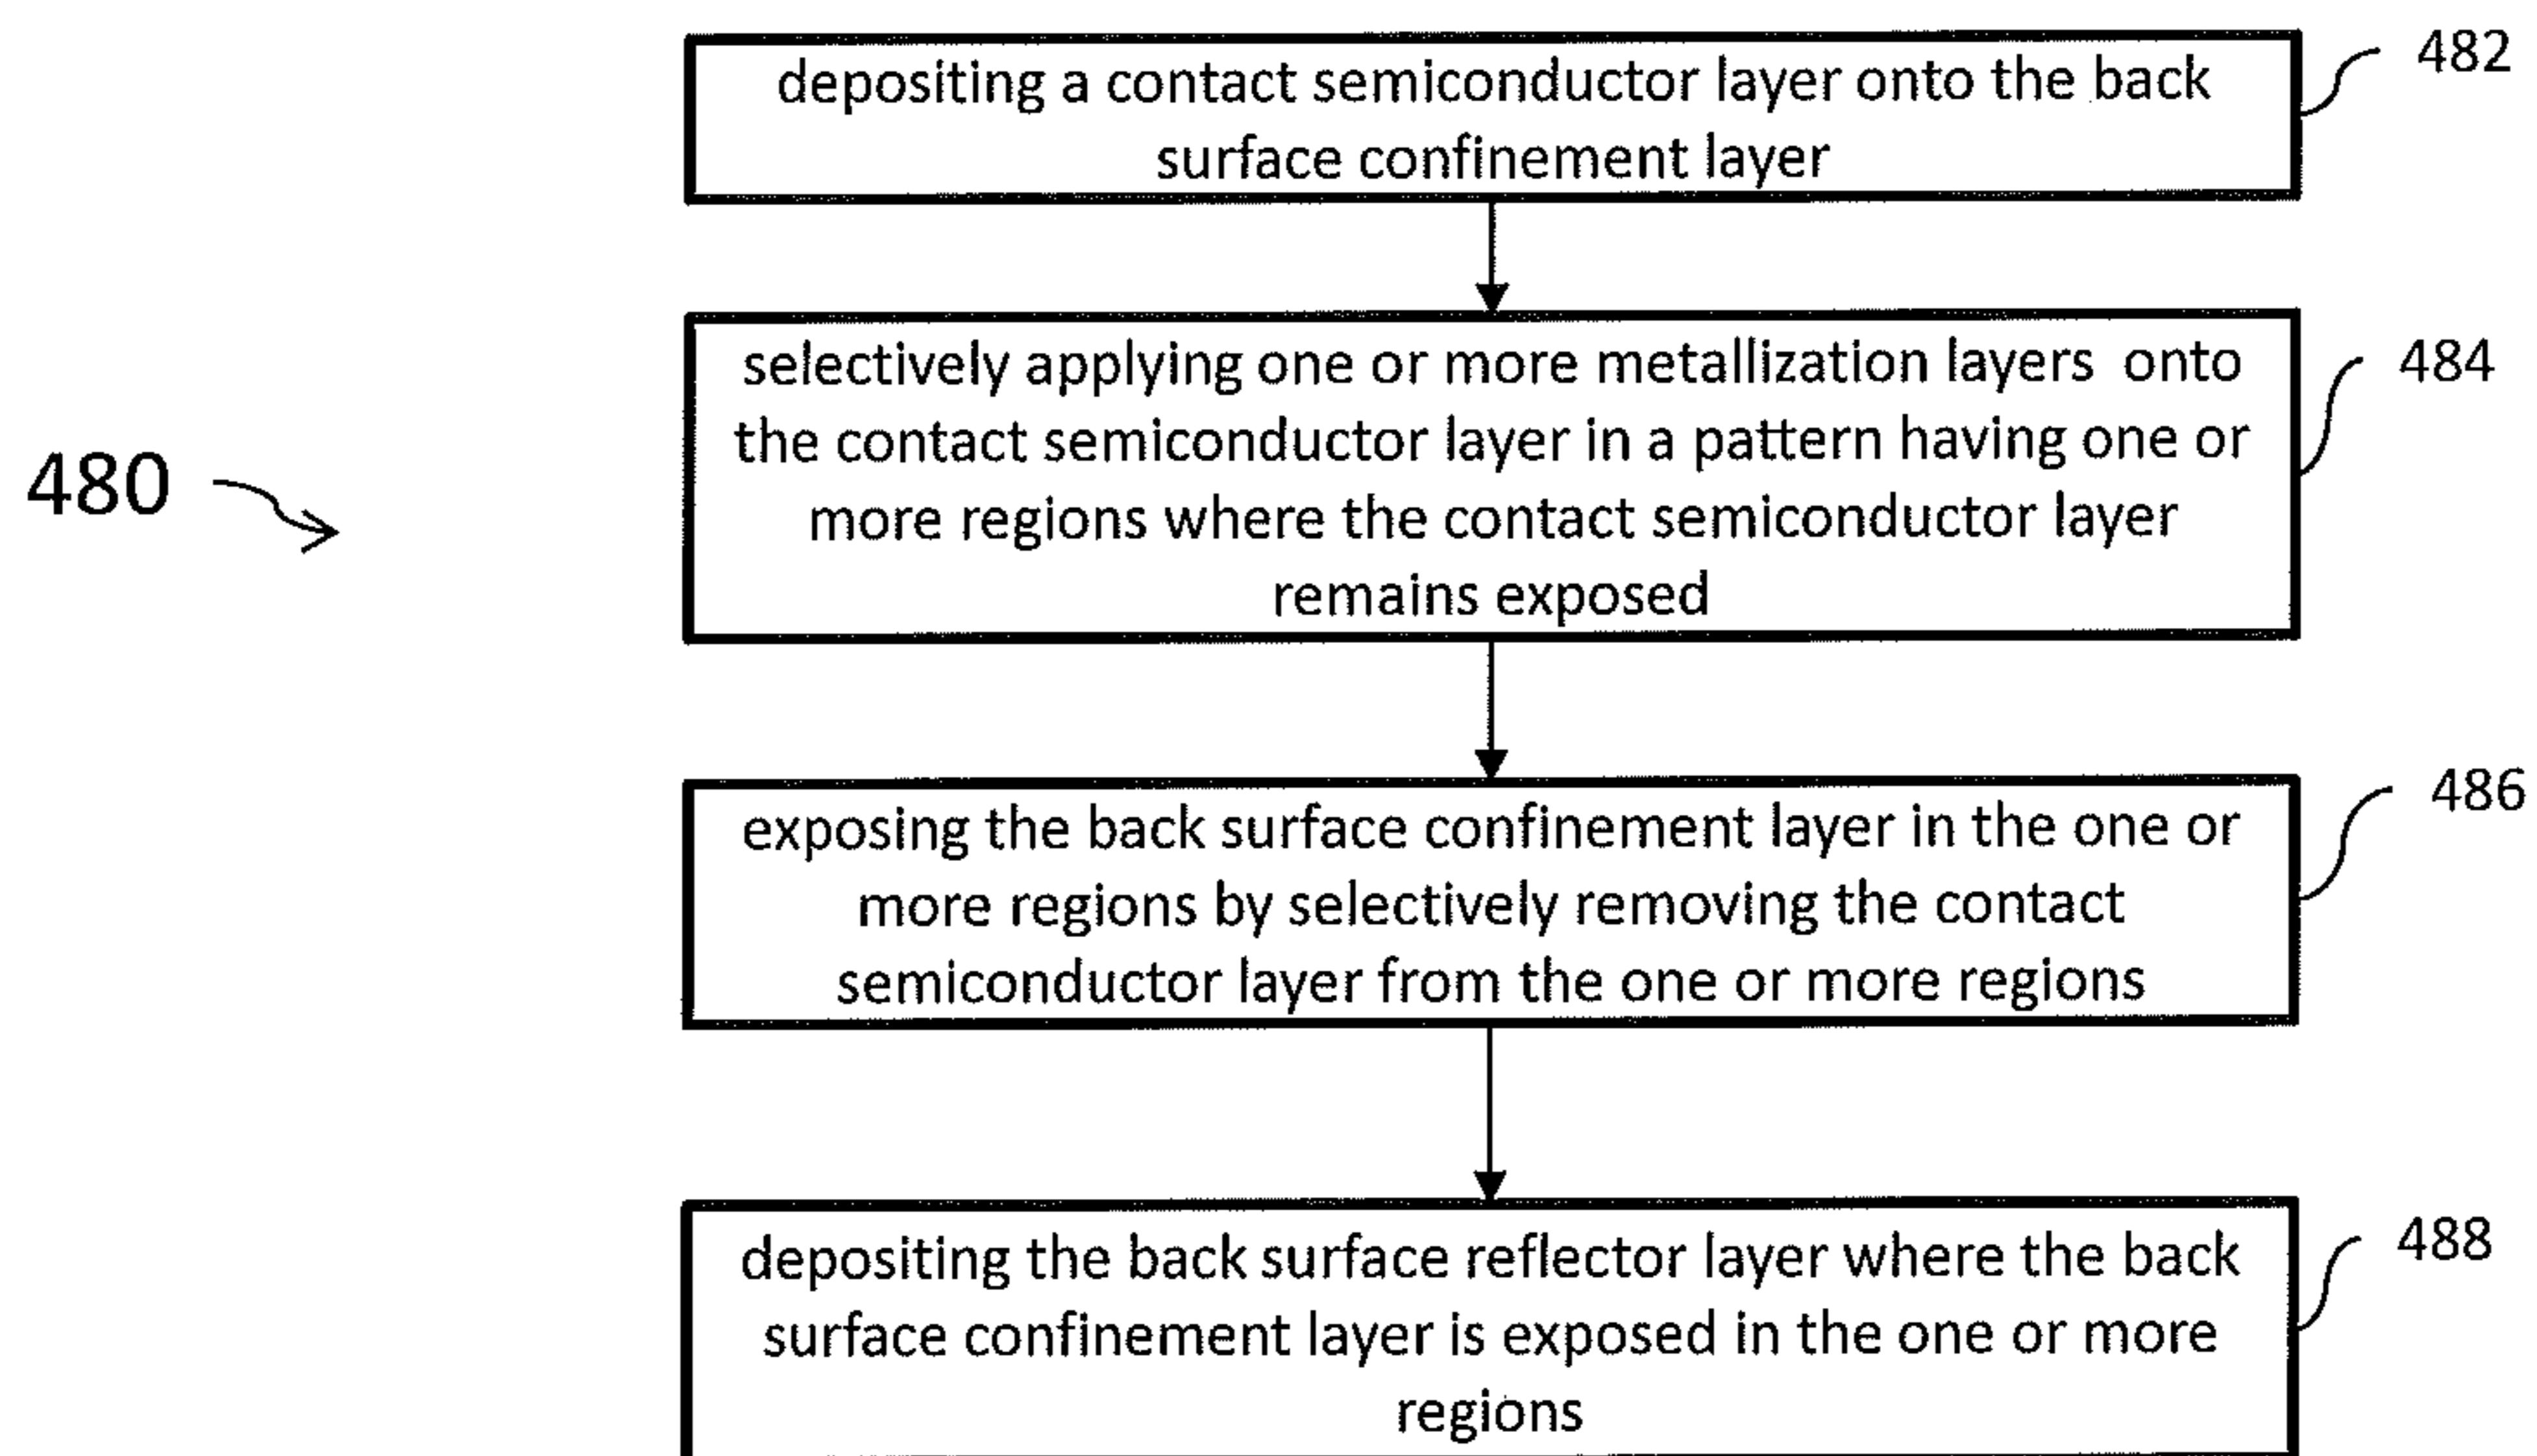 depositing a contact semiconductor layer onto the back
surface confinement layer
482
selectively applying one or more metallization layers onto
the contact semiconductor layer in a pattern having one or
more regions where the contact semiconductor layer
remains exposed
484
480
exposing the back surface confinement layer in the one or
more regions by selectively removing the contact
semiconductor layer from the one or more regions
486
depositing the back surface reflector layer where the back
surface confinement layer is exposed in the one or more
regions
488